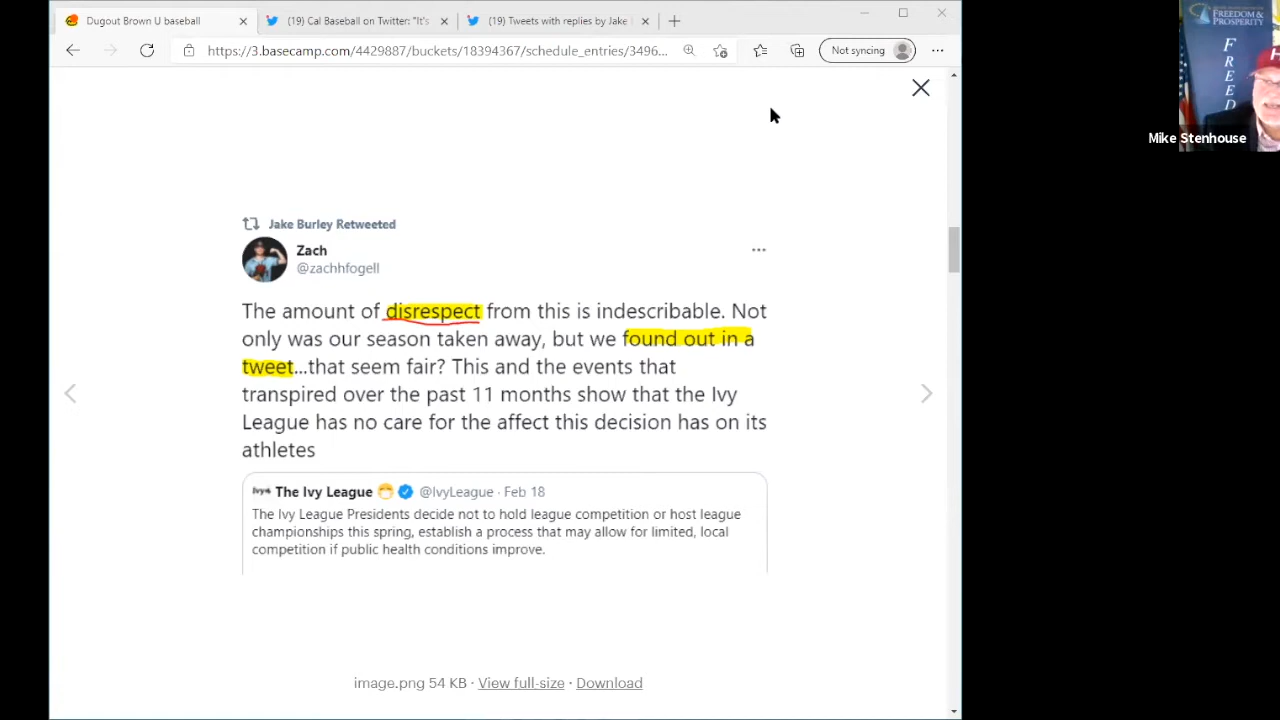 Dugout Brown U baseball
(19) Cal Baseball on Twitter: "It's
(19) Tweets with replies by Jake
https://3.basecamp.com/4429887/buckets/18394367/schedule_entries/3496...
Not syncing
FREEDOM
& PROSPERITY
F
R
E
E
D
H
Mike Stenhouse
Jake Burley Retweeted
Zach
@zachhfogell
The amount of disrespect from this is indescribable. Not
only was our season taken away, but we found out in a
tweet...that seem fair? This and the events that
transpired over the past 11 months show that the Ivy
League has no care for the affect this decision has on its
athletes
The Ivy League @IvyLeague · Feb 18
The Ivy League Presidents decide not to hold league competition or host league
championships this spring, establish a process that may allow for limited, local
competition if public health conditions improve.
image.png 54 KB · View full-size · Download